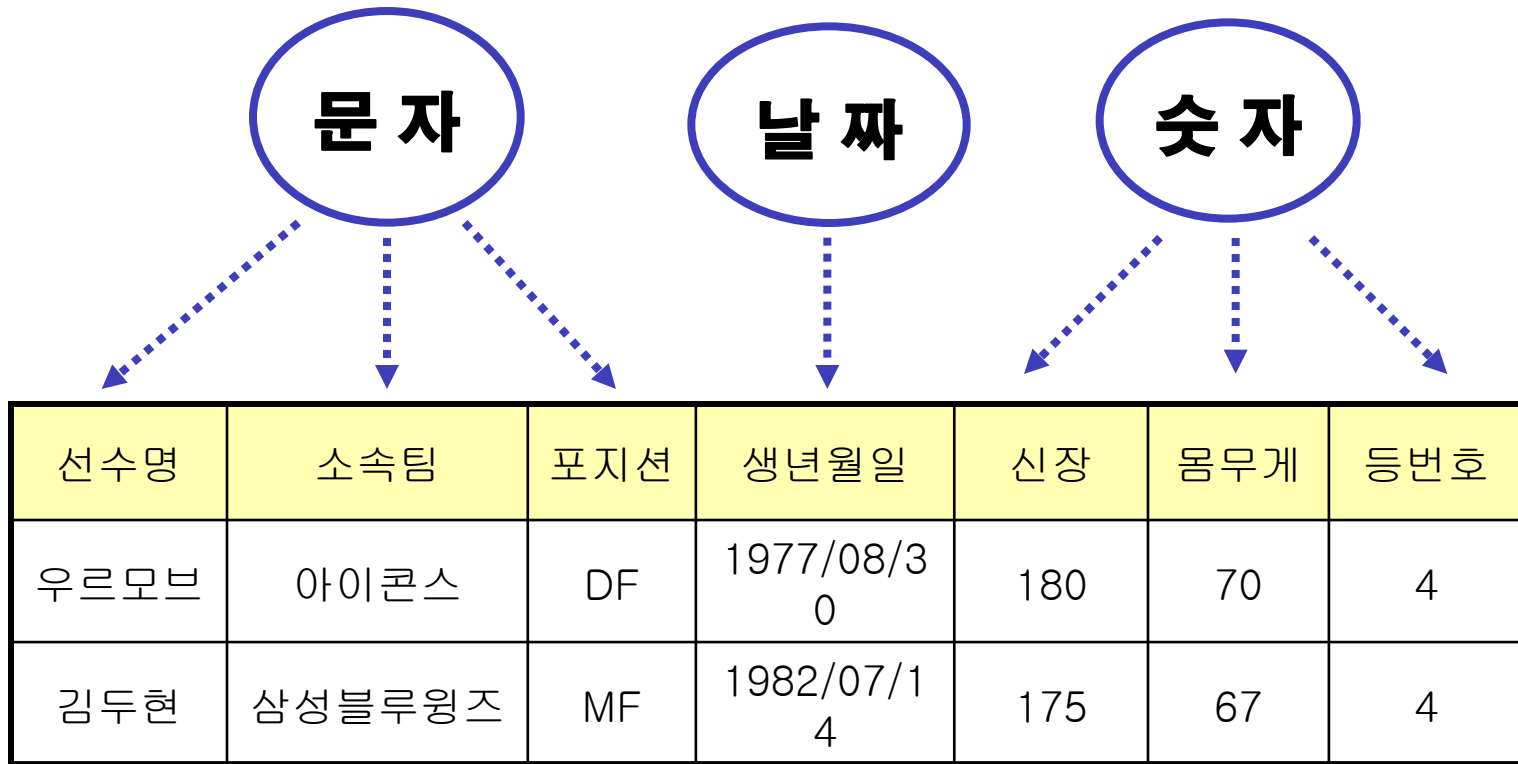 문 자
날 짜
숫 자
선수명 소속팀 포지션 생년월일 신장 몸무게 등번호
우르모브 아이콘스 DF 1977/08/3
0 180 70 4
김두현 삼성블루윙즈 MF 1982/07/1
4 175 67 4